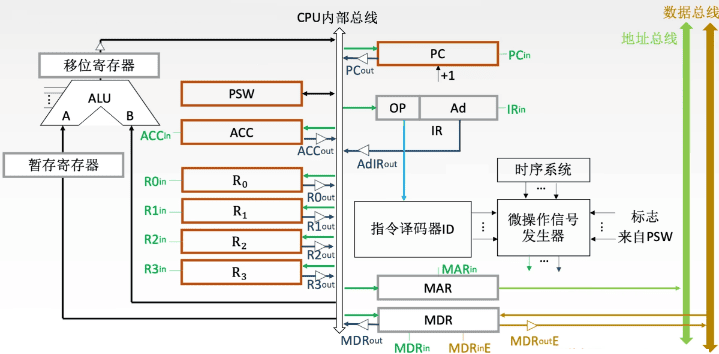 CPU内部总线
数据总线
地址总线
移位寄存器
ALU
A
B
暂存寄存器
PSW
ACCin
ACC
ACCout
R0in
R0
R0out
R1in
R1
R1out
R2in
R2
R2out
R3in
R3
R3out
PC
PCin
PCout
+1
OP
Ad
IRin
IR
AdIRout
时序系统
...
指令译码器ID
微操作信号
发生器
标志
来自PSW
...
MARin
MAR
MDR
MDRout
MDRin
MDRinE
MDRoutE